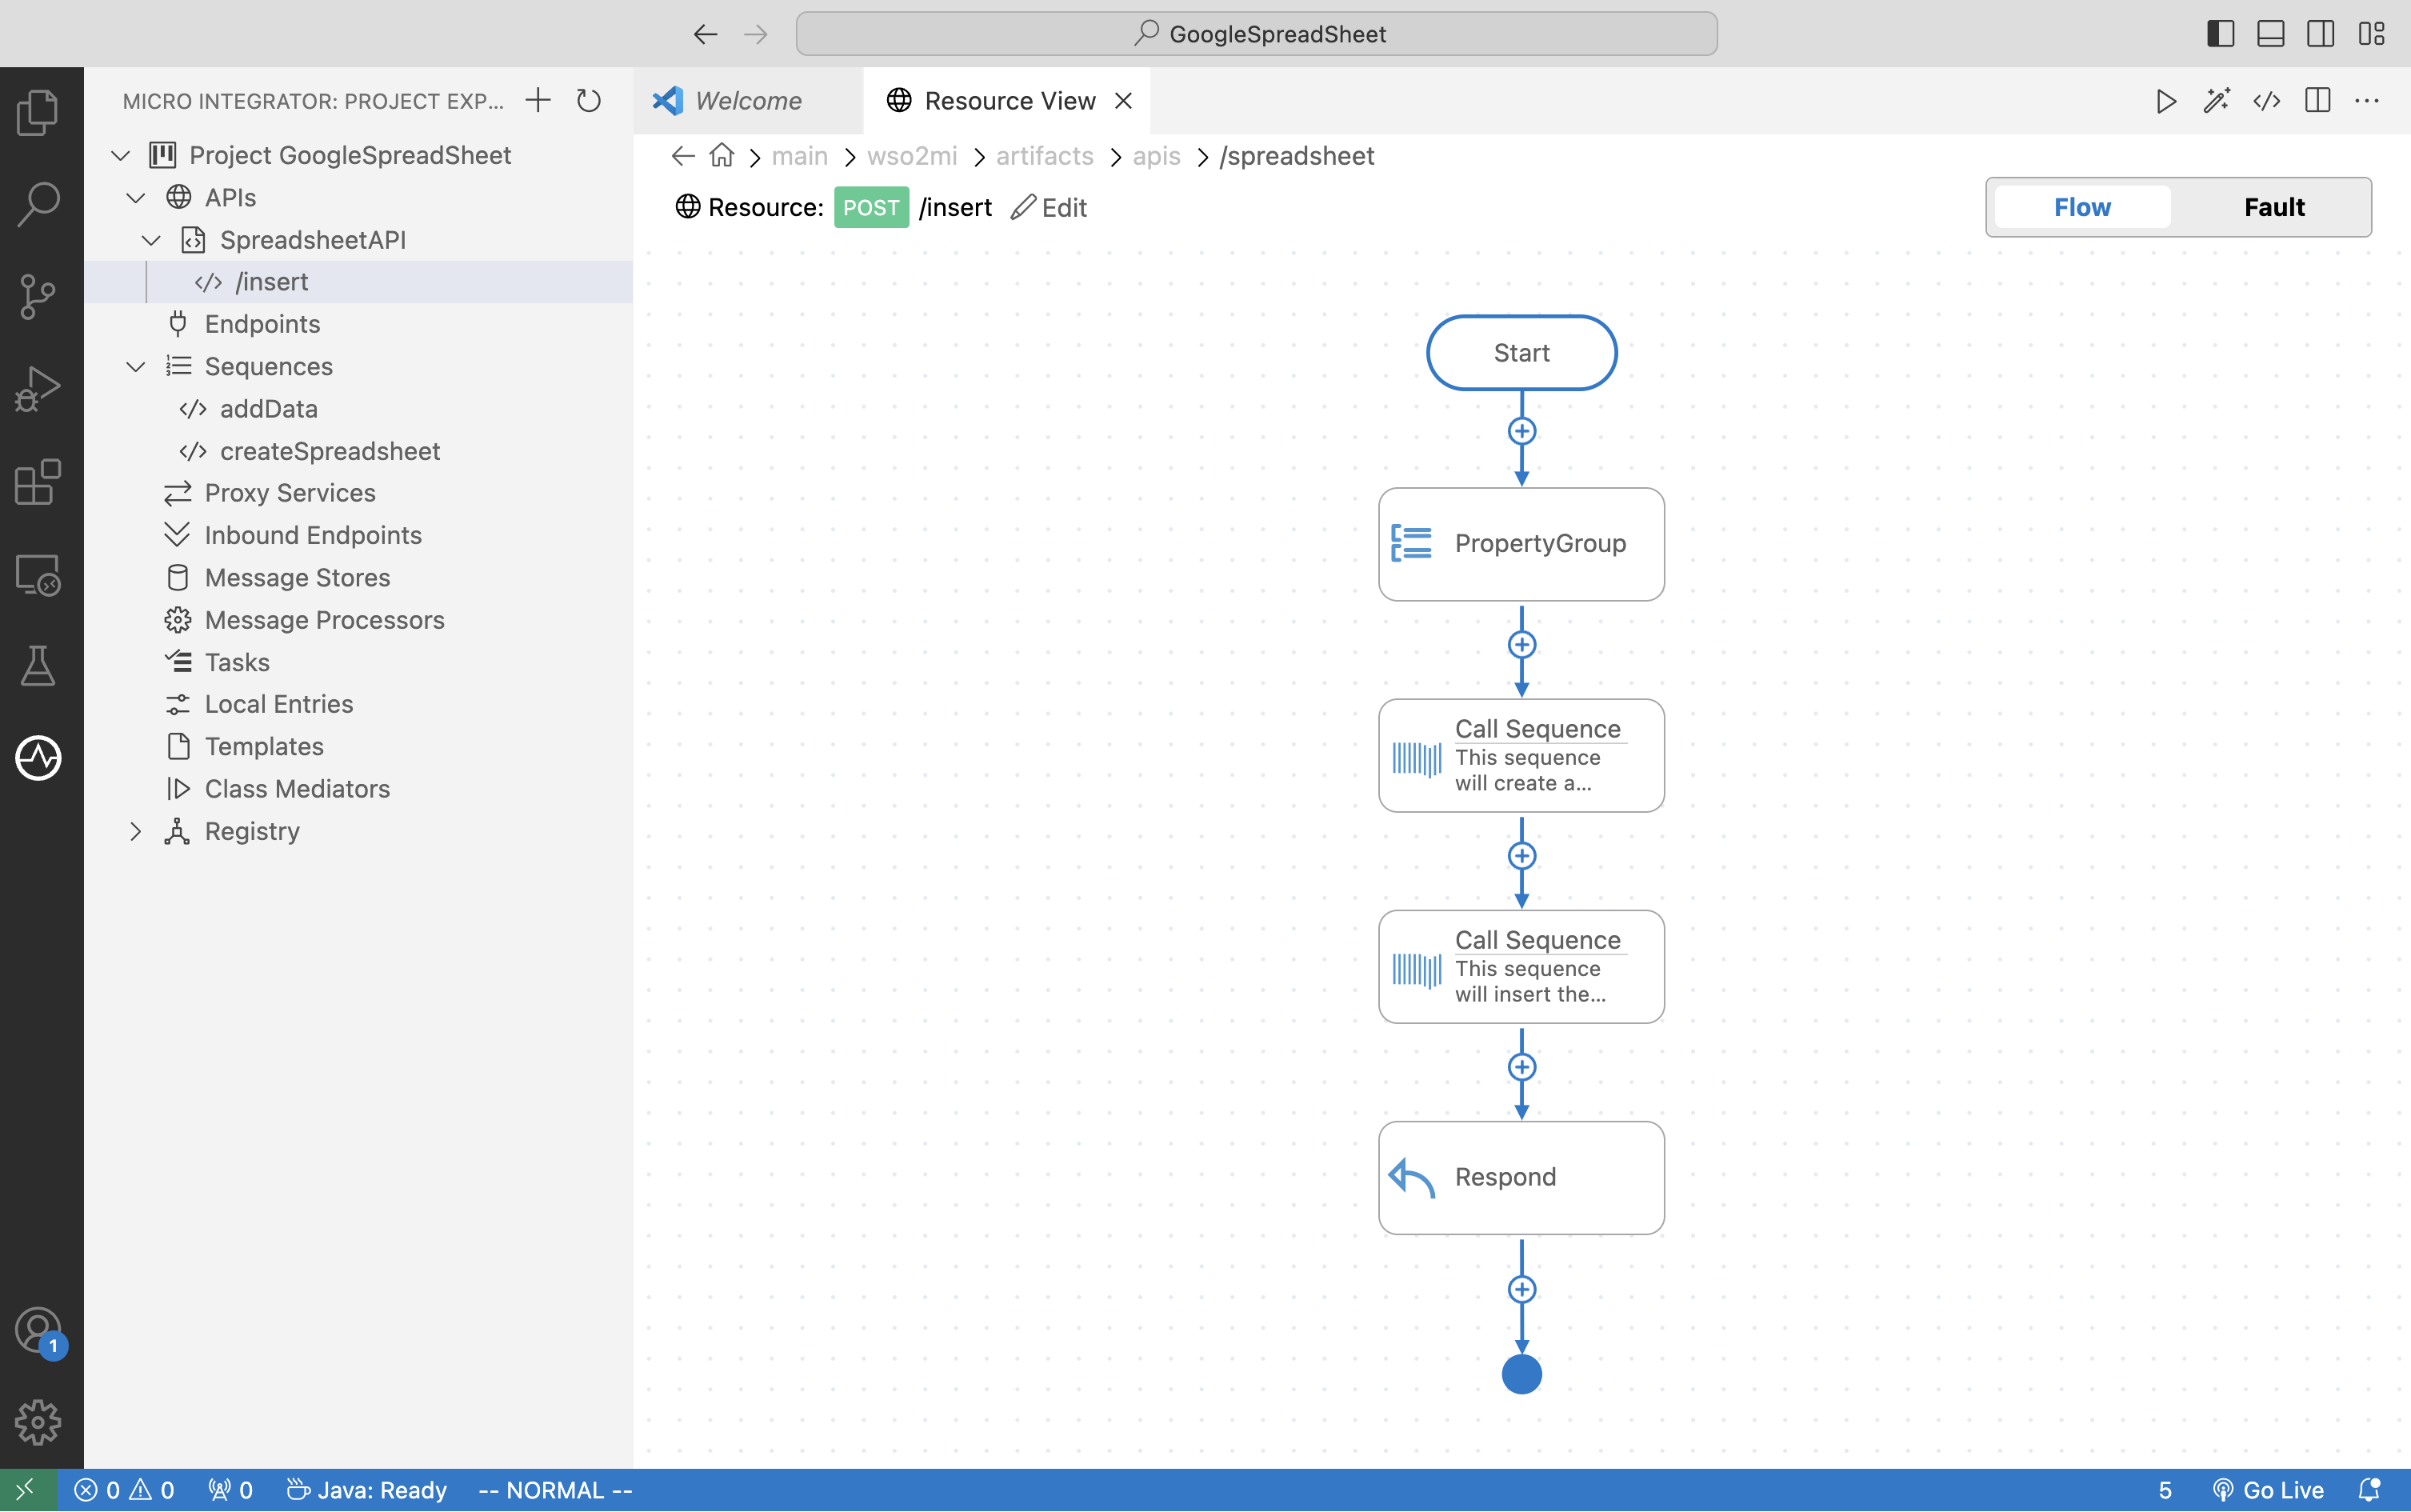 GoogleSpreadSheet
MICRO INTEGRATOR: PROJECT EXP...
Project GoogleSpreadSheet
APIs
SpreadsheetAPI
/insert
Endpoints
Sequences
addData
createSpreadsheet
Proxy Services
Inbound Endpoints
Message Stores
Message Processors
Tasks
Local Entries
Templates
Class Mediators
Registry
1
Welcome
Resource View
main > wso2mi > artifacts > apis > /spreadsheet
Resource: POST /insert Edit
Flow Fault
Start
PropertyGroup
Call Sequence
This sequence
will create a...
Call Sequence
This sequence
will insert the...
Respond
0 0 0 Java: Ready -- NORMAL -- 5 Go Live